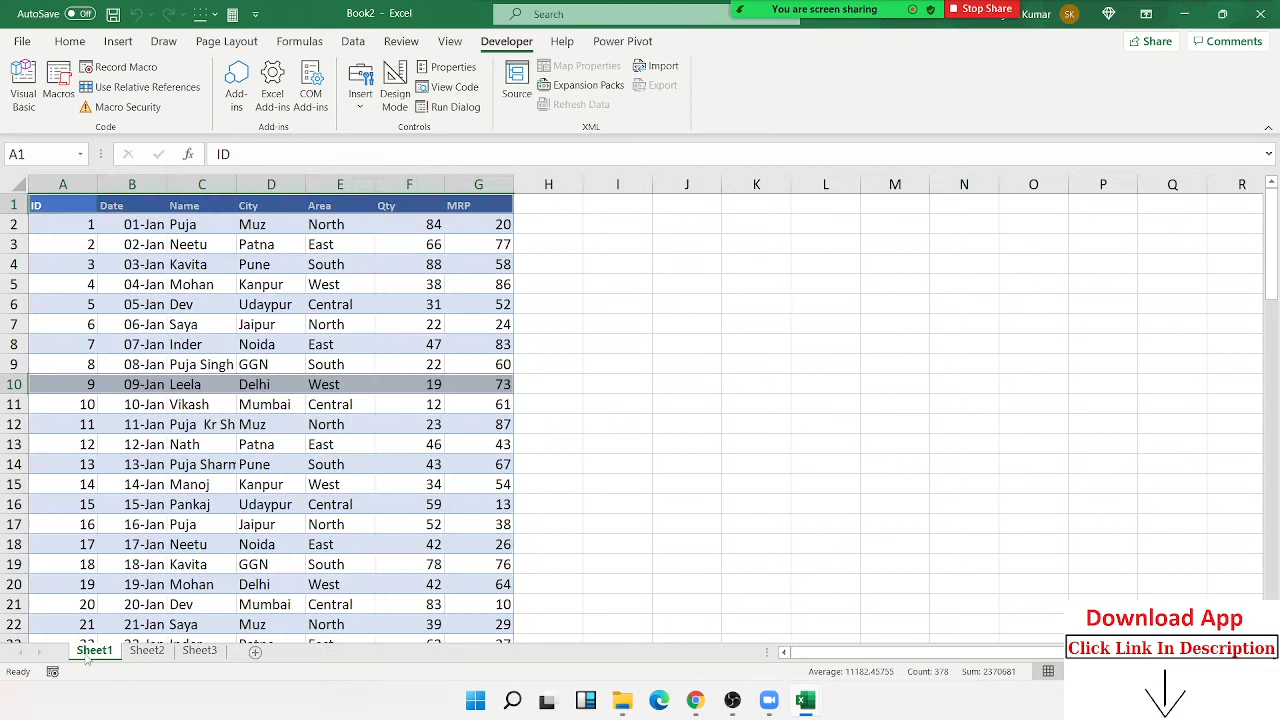 AutoSave Off Book2 - Excel Search You are screen sharing Stop Share Kumar SK
File Home Insert Draw Page Layout Formulas Data Review View Developer Help Power Pivot Share Comments
Visual Basic Macros Record Macro Use Relative References Macro Security Code
Add-ins Excel Add-ins COM Add-ins Add-ins
Insert Design Mode Properties View Code Run Dialog Controls
Source Map Properties Expansion Packs Refresh Data Import Export XML
A1 fx ID
A B C D E F G H I J K L M N O P Q R
1 ID Date Name City Area Qty MRP
2 1 01-Jan Puja Muz North 84 20
3 2 02-Jan Neetu Patna East 66 77
4 3 03-Jan Kavita Pune South 88 58
5 4 04-Jan Mohan Kanpur West 38 86
6 5 05-Jan Dev Udaypur Central 31 52
7 6 06-Jan Saya Jaipur North 22 24
8 7 07-Jan Inder Noida East 47 83
9 8 08-Jan Puja Singh GGN South 22 60
10 9 09-Jan Leela Delhi West 19 73
11 10 10-Jan Vikash Mumbai Central 12 61
12 11 11-Jan Puja Kr Sh Muz North 23 87
13 12 12-Jan Nath Patna East 46 43
14 13 13-Jan Puja Sharm Pune South 43 67
15 14 14-Jan Manoj Kanpur West 34 54
16 15 15-Jan Pankaj Udaypur Central 59 13
17 16 16-Jan Puja Jaipur North 52 38
18 17 17-Jan Neetu Noida East 42 26
19 18 18-Jan Kavita GGN South 78 76
20 19 19-Jan Mohan Delhi West 42 64
21 20 20-Jan Dev Mumbai Central 83 10
22 21 21-Jan Saya Muz North 39 29
Sheet1 Sheet2 Sheet3
Ready Average: 11182.45755 Count: 378 Sum: 2370681
Download App
Click Link In Description